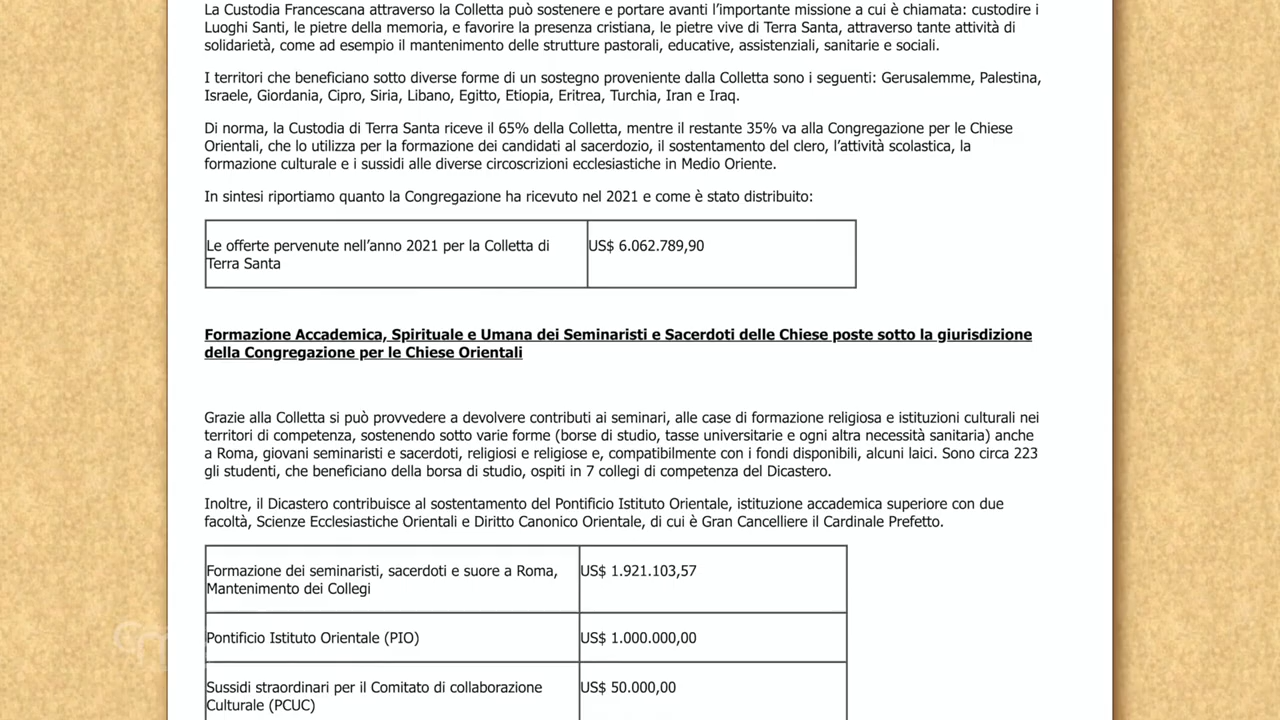 La Custodia Francescana attraverso la Colletta può sostenere e portare avanti l’importante missione a cui è chiamata: custodire i
Luoghi Santi, le pietre della memoria, e favorire la presenza cristiana, le pietre vive di Terra Santa, attraverso tante attività di
solidarietà, come ad esempio il mantenimento delle strutture pastorali, educative, assistenziali, sanitarie e sociali.
I territori che beneficiano sotto diverse forme di un sostegno proveniente dalla Colletta sono i seguenti: Gerusalemme, Palestina,
Israele, Giordania, Cipro, Siria, Libano, Egitto, Etiopia, Eritrea, Turchia, Iran e Iraq.
Di norma, la Custodia di Terra Santa riceve il 65% della Colletta, mentre il restante 35% va alla Congregazione per le Chiese
Orientali, che lo utilizza per la formazione dei candidati al sacerdozio, il sostentamento del clero, l’attività scolastica, la
formazione culturale e i sussidi alle diverse circoscrizioni ecclesiastiche in Medio Oriente.
In sintesi riportiamo quanto la Congregazione ha ricevuto nel 2021 e come è stato distribuito:
Le offerte pervenute nell’anno 2021 per la Colletta di
Terra Santa
US$ 6.062.789,90
Formazione Accademica, Spirituale e Umana dei Seminaristi e Sacerdoti delle Chiese poste sotto la giurisdizione
della Congregazione per le Chiese Orientali
Grazie alla Colletta si può provvedere a devolvere contributi ai seminari, alle case di formazione religiosa e istituzioni culturali nei
territori di competenza, sostenendo sotto varie forme (borse di studio, tasse universitarie e ogni altra necessità sanitaria) anche
a Roma, giovani seminaristi e sacerdoti, religiosi e religiose e, compatibilmente con i fondi disponibili, alcuni laici. Sono circa 223
gli studenti, che beneficiano della borsa di studio, ospiti in 7 collegi di competenza del Dicastero.
Inoltre, il Dicastero contribuisce al sostentamento del Pontificio Istituto Orientale, istituzione accademica superiore con due
facoltà, Scienze Ecclesiastiche Orientali e Diritto Canonico Orientale, di cui è Gran Cancelliere il Cardinale Prefetto.
Formazione dei seminaristi, sacerdoti e suore a Roma,
Mantenimento dei Collegi
US$ 1.921.103,57
Pontificio Istituto Orientale (PIO)
US$ 1.000.000,00
Sussidi straordinari per il Comitato di collaborazione
Culturale (PCUC)
US$ 50.000,00